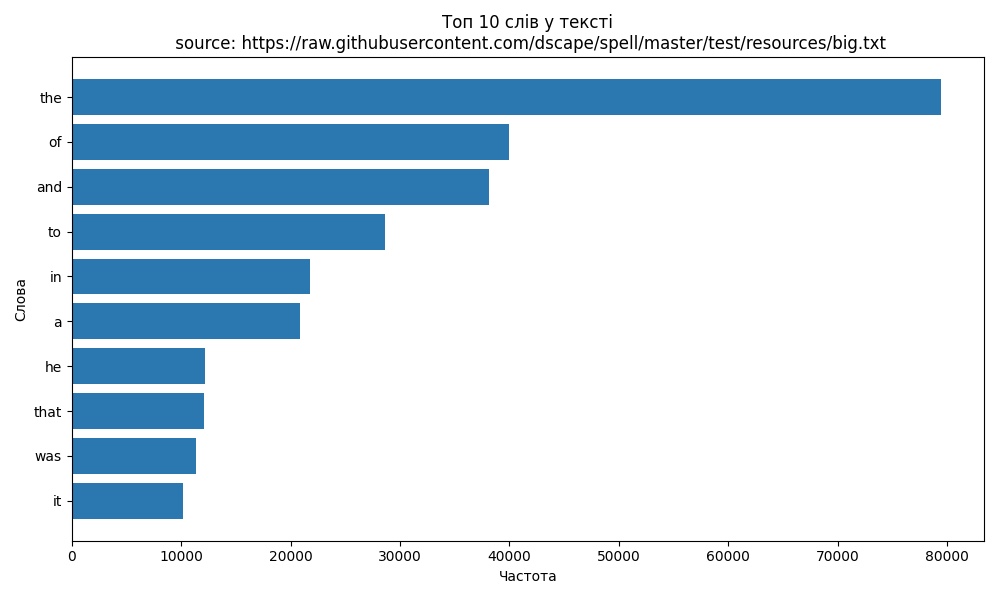 Топ 10 слів у тексті
source: https://raw.githubusercontent.com/dscape/spell/master/test/resources/big.txt
Слова
the
of
and
to
in
a
he
that
was
it
0 10000 20000 30000 40000 50000 60000 70000 80000
Частота